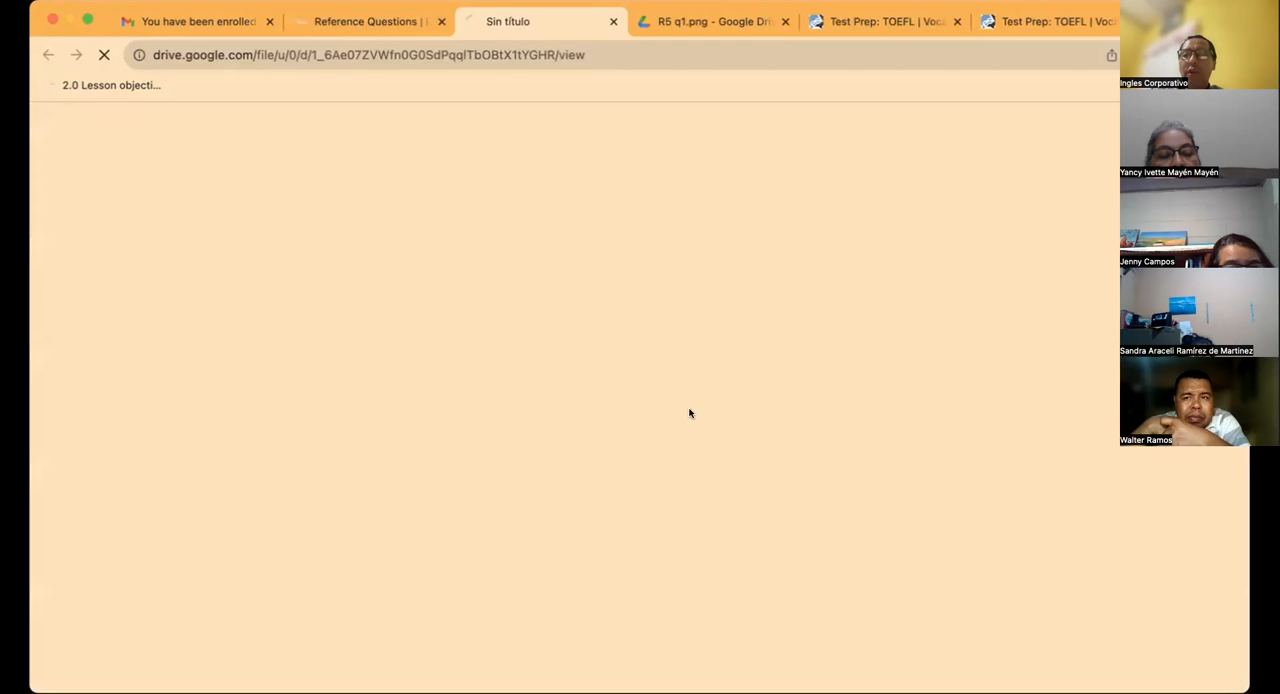 You have been enrolled
Reference Questions |
Sin título
R5 q1.png - Google Dri
Test Prep: TOEFL | Voca
Test Prep: TOEFL | Voc
drive.google.com/file/u/0/d/1_6Ae07ZVWfn0G0SdPqqlTbOBtX1tYGHR/view
2.0 Lesson objecti...
Ingles Corporativo
Yancy Ivette Mayén Mayén
Jenny Campos
Sandra Araceli Ramírez de Martinez
Walter Ramos